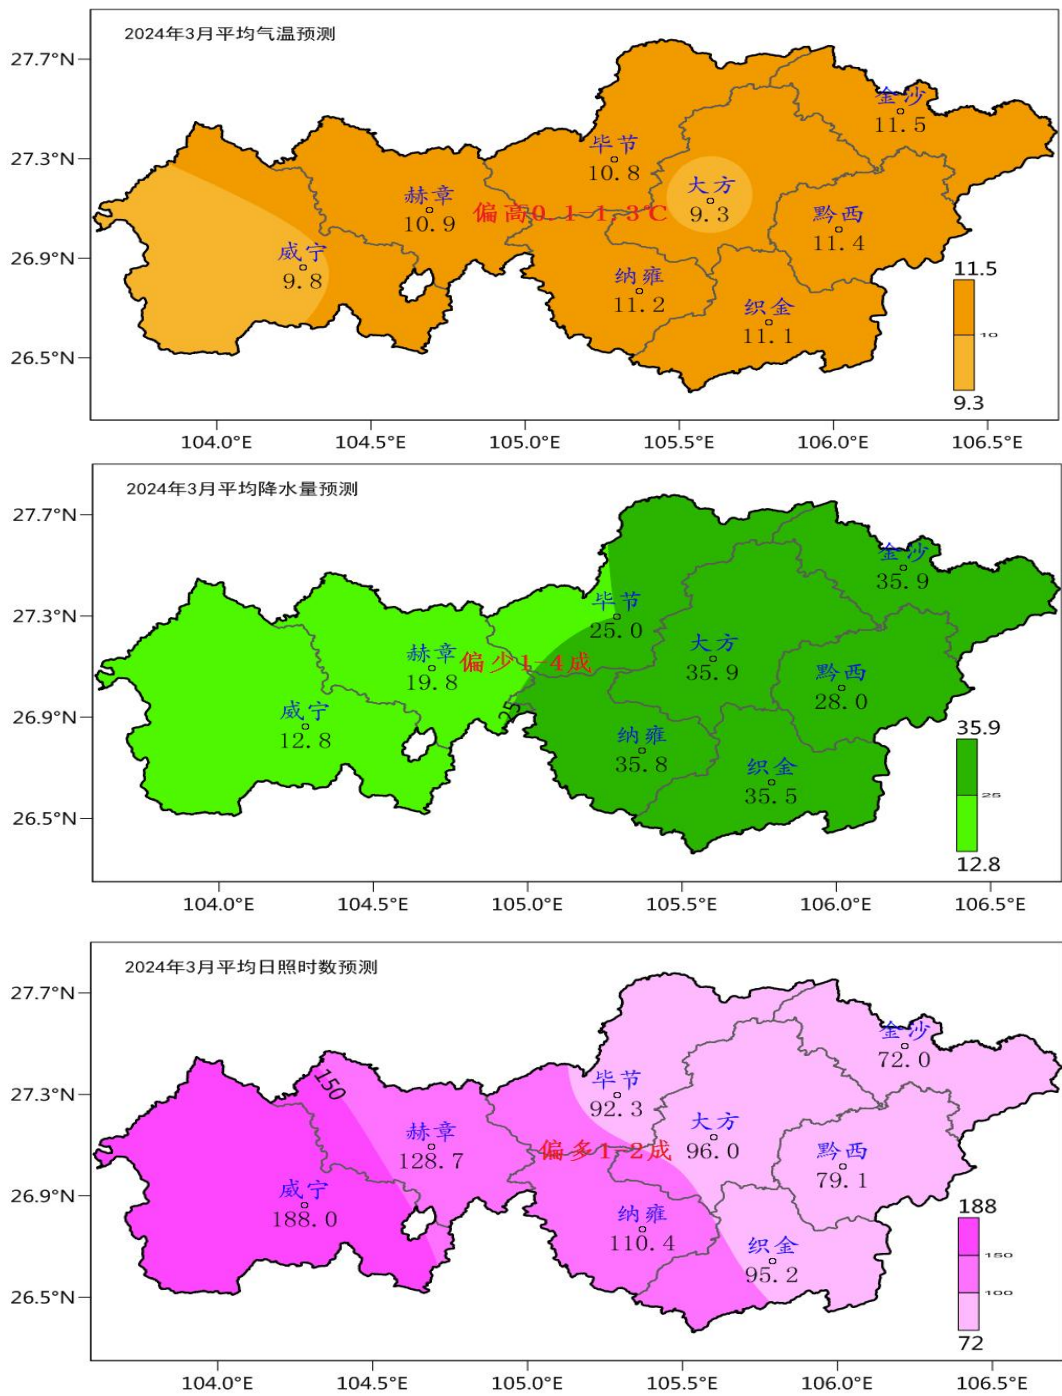 2024年3月平均气温预测
27.7°N
27.3°N
26.9°N
26.5°N
金沙
11.5
毕节
10.8
大方
9.3
赫章
10.9
偏高0.1-1.3℃
黔西
11.4
威宁
9.8
纳雍
11.2
织金
11.1
11.5
10
9.3
104.0°E 104.5°E 105.0°E 105.5°E 106.0°E 106.5°E
2024年3月平均降水量预测
27.7°N
27.3°N
26.9°N
26.5°N
金沙
35.9
毕节
25.0
大方
35.9
赫章
19.8
偏少1-4成
黔西
28.0
威宁
12.8
25
纳雍
35.8
织金
35.5
35.9
25
12.8
104.0°E 104.5°E 105.0°E 105.5°E 106.0°E 106.5°E
2024年3月平均日照时数预测
27.7°N
27.3°N
26.9°N
26.5°N
金沙
72.0
150
毕节
92.3
大方
96.0
赫章
128.7
偏多1-2成
黔西
79.1
威宁
188.0
纳雍
110.4
织金
95.2
188
150
100
72
104.0°E 104.5°E 105.0°E 105.5°E 106.0°E 106.5°E